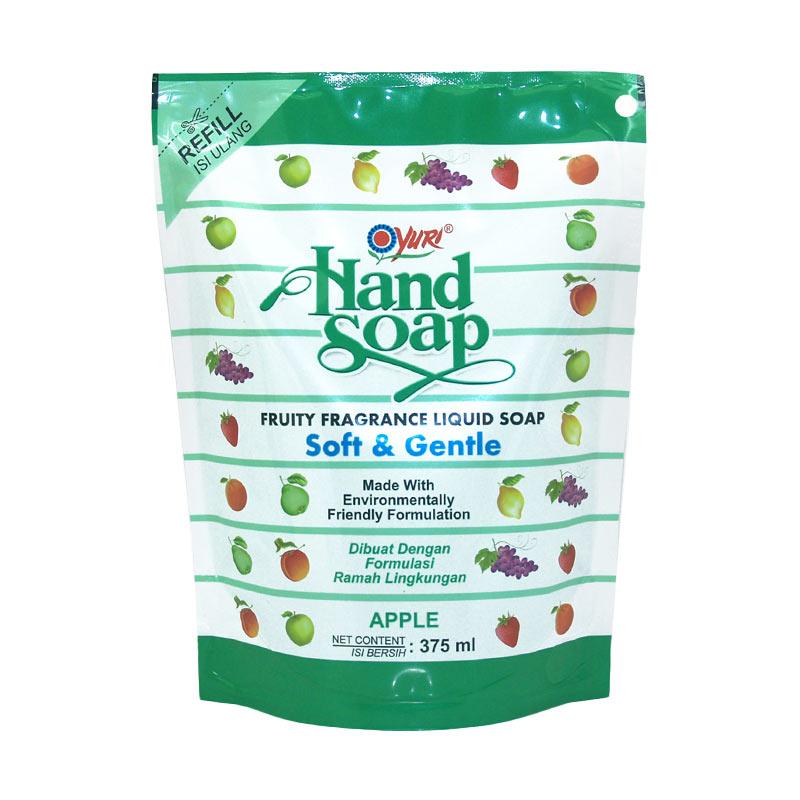 REFILL
ISI ULANG
YURI®
Hand
Soap
FRUITY FRAGRANCE LIQUID SOAP
Soft & Gentle
Made With
Environmentally
Friendly Formulation
Dibuat Dengan
Formulasi
Ramah Lingkungan
APPLE
NET CONTENT
ISI BERSIH : 375 ml